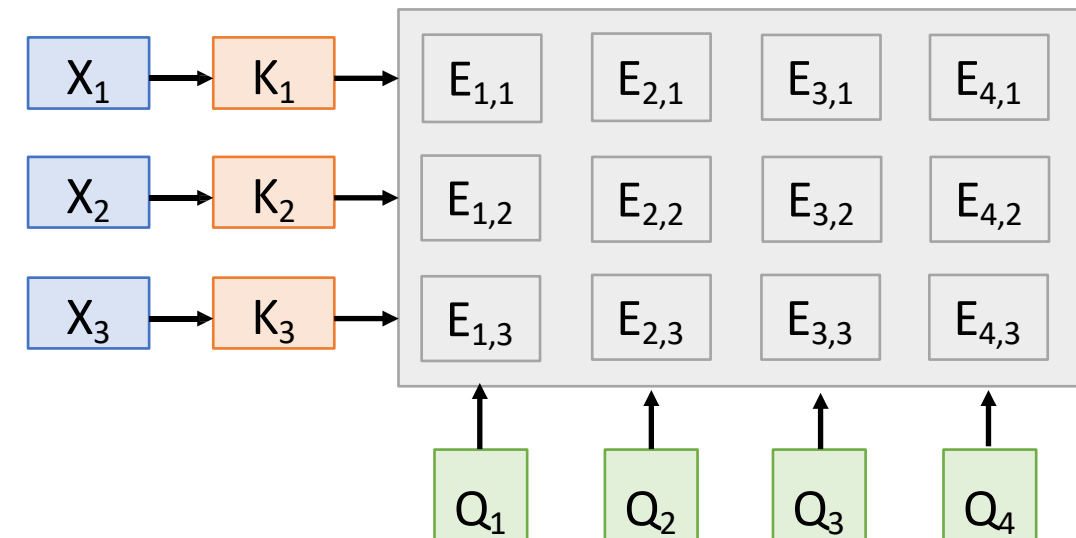 X₁ K₁ E₁,₁ E₂,₁ E₃,₁ E₄,₁
X₂ K₂ E₁,₂ E₂,₂ E₃,₂ E₄,₂
X₃ K₃ E₁,₃ E₂,₃ E₃,₃ E₄,₃
Q₁ Q₂ Q₃ Q₄